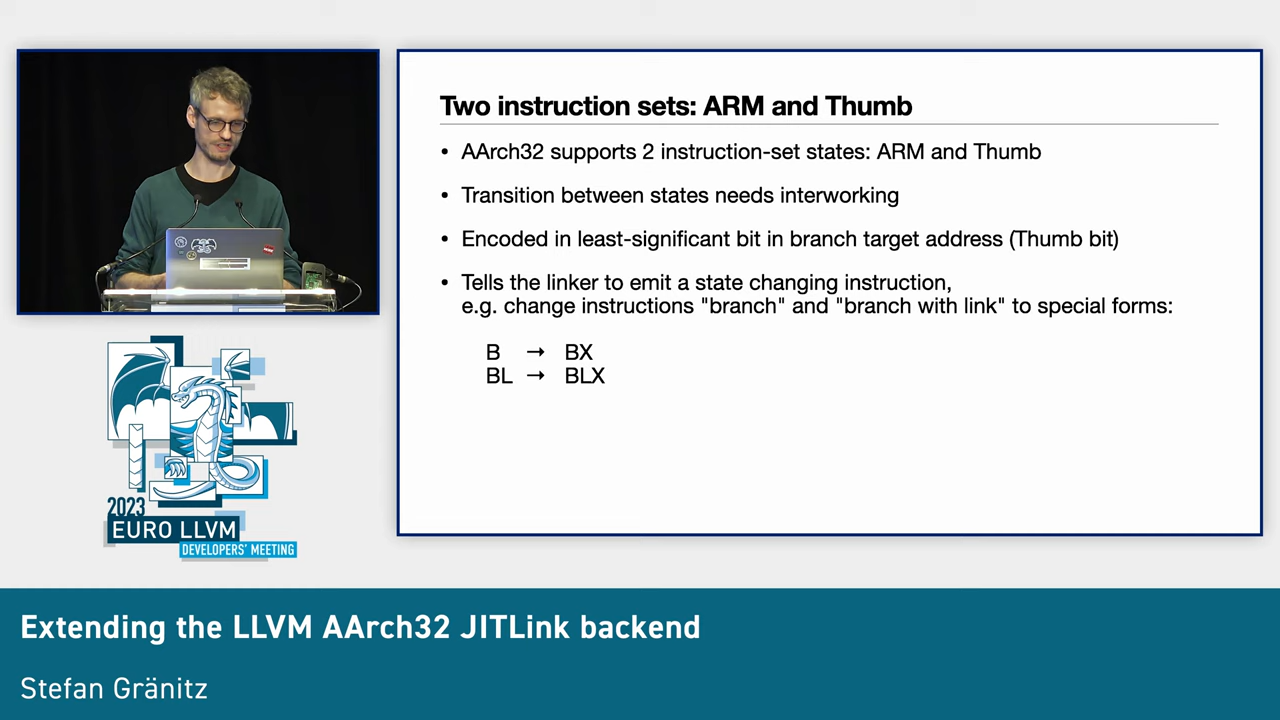 Two instruction sets: ARM and Thumb
• AArch32 supports 2 instruction-set states: ARM and Thumb
• Transition between states needs interworking
• Encoded in least-significant bit in branch target address (Thumb bit)
• Tells the linker to emit a state changing instruction,
e.g. change instructions "branch" and "branch with link" to special forms:
B → BX
BL → BLX
2023
EURO LLVM
DEVELOPERS' MEETING
Extending the LLVM AArch32 JITLink backend
Stefan Gränitz